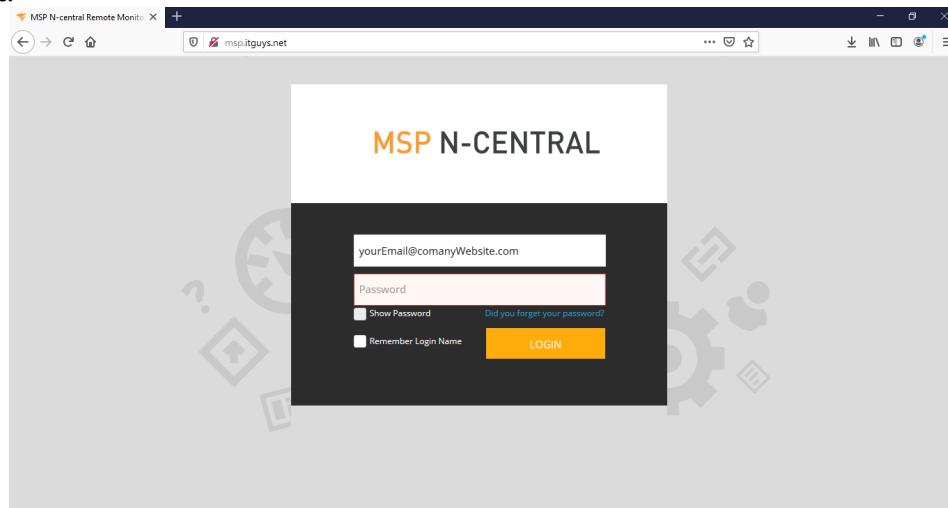 MSP N-central Remote Monito
msp.itguys.net
MSP N-CENTRAL
yourEmail@comanyWebsite.com
Password
Show Password
Did you forget your password?
Remember Login Name
LOGIN